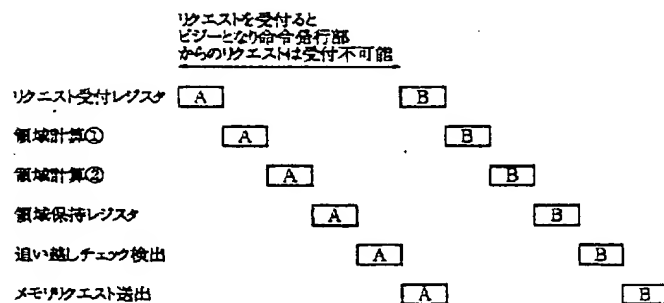 リクエストを受付ると
ビジーとなり命令発行部
からのリクエストは受付不可能
リクエスト受付レジスタ A B
領域計算① A B
領域計算② A B
領域保持レジスタ A B
追い越しチェック検出 A B
メモリリクエスト送出 A B